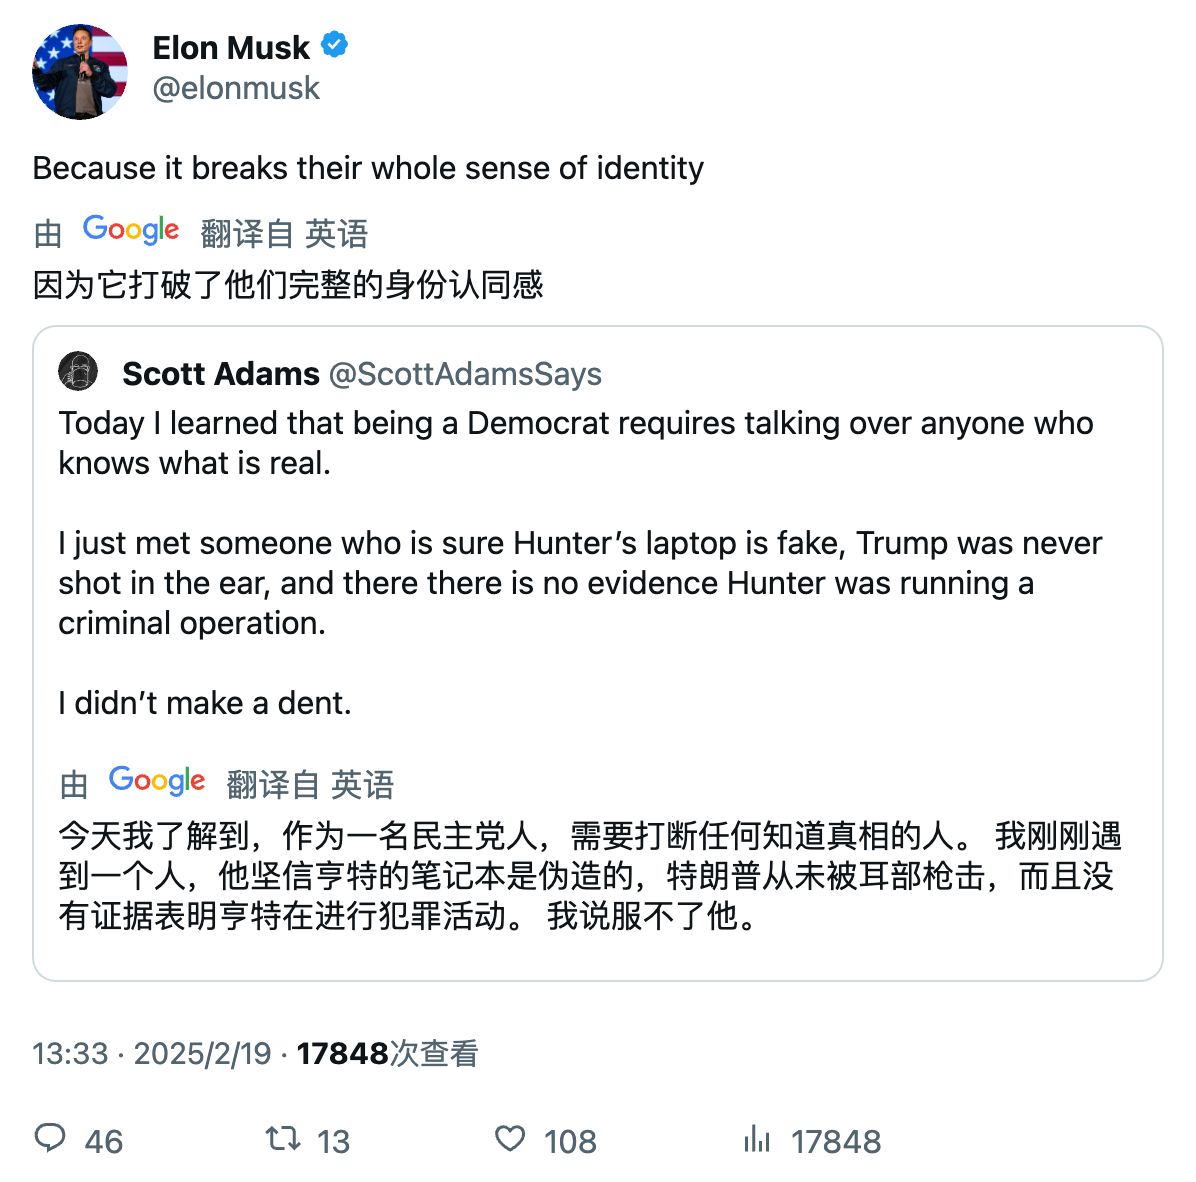 Elon Musk
@elonmusk
Because it breaks their whole sense of identity
由 Google 翻译自 英语
因为它打破了他们完整的身份认同感
Scott Adams @ScottAdamsSays
Today I learned that being a Democrat requires talking over anyone who
knows what is real.
I just met someone who is sure Hunter’s laptop is fake, Trump was never
shot in the ear, and there there is no evidence Hunter was running a
criminal operation.
I didn’t make a dent.
由 Google 翻译自 英语
今天我了解到，作为一名民主党人，需要打断任何知道真相的人。 我刚刚遇
到一个人，他坚信亨特的笔记本是伪造的，特朗普从未被耳部枪击，而且没
有证据表明亨特在进行犯罪活动。 我说服不了他。
13:33 · 2025/2/19 · 17848次查看
46 13 108 17848